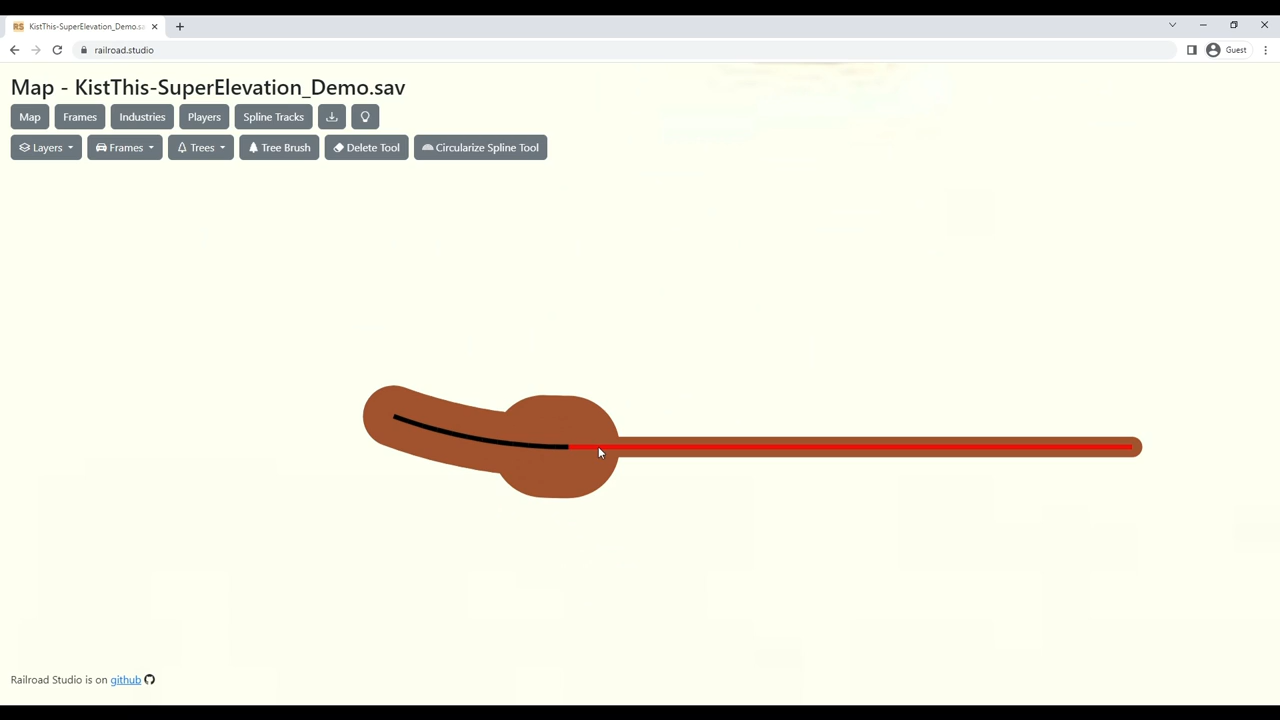 RS KistThis-SuperElevation_Demo.sa
railroad.studio
Guest
Map - KistThis-SuperElevation_Demo.sav
Map Frames Industries Players Spline Tracks
Layers Frames Trees Tree Brush Delete Tool Circularize Spline Tool
Railroad Studio is on github